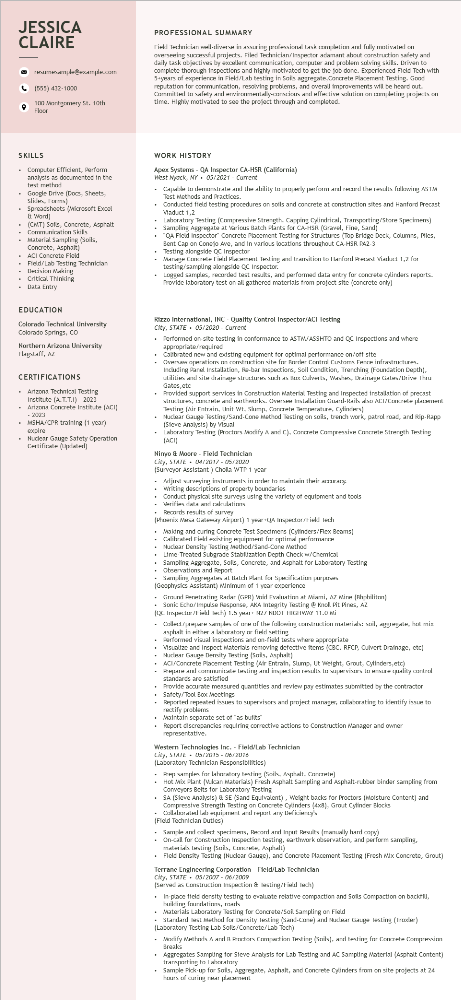 JESSICA
CLAIRE
resumesample@example.com
(555) 432-1000
100 Montgomery St. 10th
Floor
PROFESSIONAL SUMMARY
Field Technician well-diverse in assuring professional task completion and fully motivated on
overseeing successful projects. Filed Technician/Inspector adamant about construction safety and
daily task objectives by excellent communication, computer and problem solving skills. Driven to
complete thorough inspections and highly motivated to get the job done. Experienced Field Tech with
5+years of experience in Field/Lab testing in Soils aggregate,Concrete Placement Testing. Good
reputation for communication, resolving problems, and overall improvements will be heard out.
Committed to safety and environmentally-conscious and effective solution on completing projects on
time. Highly motivated to see the project through and completed.
SKILLS
• Computer Efficient, Perform
analysis as documented in the
test method
• Google Drive (Docs, Sheets,
Slides, Forms)
• Spreadsheets (Microsoft Excel
& Word)
• (CMT) Soils, Concrete, Asphalt
• Communication Skills
• Material Sampling (Soils,
Concrete, Asphalt)
• ACI Concrete Field
• Field/Lab Testing Technician
• Decision Making
• Critical Thinking
• Data Entry
EDUCATION
Colorado Technical University
Colorado Springs, CO
Northern Arizona University
Flagstaff, AZ
CERTIFICATIONS
• Arizona Technical Testing
Institute (A.T.T.I) - 2023
• Arizona Concrete Institute (ACI)
- 2023
• MSHA/CPR training (1 year)
expire
• Nuclear Gauge Safety Operation
Certificate (Updated)
WORK HISTORY
Apex Systems - QA Inspector CA-HSR (California)
West Nyack, NY • 05/2021 - Current
• Capable to demonstrate and the ability to properly perform and record the results following ASTM
Test Methods and Practices.
• Conducted field testing procedures on soils and concrete at construction sites and Hanford Precast
Viaduct 1,2
• Laboratory Testing (Compressive Strength, Capping Cylindrical, Transporting/Store Specimens)
• Sampling Aggregate at Various Batch Plants for CA-HSR (Gravel, Fine, Sand)
• "QA Field Inspector" Concrete Placement Testing for Structures (Top Bridge Deck, Columns, Piles,
Bent Cap on Conejo Ave, and in various locations throughout CA-HSR PA2-3
• Testing alongside QC Inspector
• Manage Concrete Field Placement Testing and transition to Hanford Precast Viaduct 1,2 for
testing/sampling alongside QC Inspector.
• Logged samples, recorded test results, and performed data entry for concrete cylinders reports.
Provide laboratory test on all gathered materials from project site (concrete only)
Rizzo International, INC - Quality Control Inspector/ACI Testing
City, STATE • 05/2020 - Current
• Performed on-site testing in conformance to ASTM/ASSHTO and QC Inspections and where
appropriate/required
• Calibrated new and existing equipment for optimal performance on/off site
• Oversaw operations on construction site for Border Control Customs Fence infrastructures.
Including Panel Installation, Re-bar Inspections, Soil Condition, Trenching (Foundation Depth),
utilities and site drainage structures such as Box Culverts, Washes, Drainage Gates/Drive Thru
Gates,etc
• Provided support services in Construction Material Testing and Inspected installation of precast
structures, concrete and earthworks. Oversee Installation Guard-Rails also ACI/Concrete placement
Testing (Air Entrain, Unit Wt, Slump, Concrete Temperature, Cylinders)
• Nuclear Gauge Testing/Sand-Cone Method Testing on soils, trench work, patrol road, and Rip-Rapp
(Sieve Analysis) by Visual
• Laboratory Testing (Proctors Modify A and C), Concrete Compressive Concrete Strength Testing
(ACI)
Ninyo & Moore - Field Technician
City, STATE • 04/2017 - 05/2020
(Surveyor Assistant ) Cholla WTP 1-year
• Adjust surveying instruments in order to maintain their accuracy.
• Writing descriptions of property boundaries
• Conduct physical site surveys using the variety of equipment and tools
• Verifies data and calculations
• Records results of survey
(Phoenix Mesa Gateway Airport) 1 year+QA Inspector/Field Tech
• Making and curing Concrete Test Specimens (Cylinders/Flex Beams)
• Calibrated Field existing equipment for optimal performance
• Nuclear Density Testing Method/Sand-Cone Method
• Lime-Treated Subgrade Stabilization Depth Check w/Chemical
• Sampling Aggregate, Soils, Concrete, and Asphalt for Laboratory Testing
• Observations and Report
• Sampling Aggregates at Batch Plant for Specification purposes
(Geophysics Assistant) Minimum of 1 year experience
• Ground Penetrating Radar (GPR) Void Evaluation at Miami, AZ Mine (Bhpbiliton)
• Sonic Echo/Impulse Response, AKA Integrity Testing @ Knoll Pit Pines, AZ
(QC Inspector/Field Tech) 1.5 year+ N27 NDOT HIGHWAY 11.0 Mi
• Collect/prepare samples of one of the following construction materials: soil, aggregate, hot mix
asphalt in either a laboratory or field setting
• Performed visual inspections and on-field tests where appropriate
• Visualize and Inspect Materials removing defective items (CBC. RFCP, Culvert Drainage, etc)
• Nuclear Gauge Density Testing (Soils, Asphalt)
• ACI/Concrete Placement Testing (Air Entrain, Slump, Ut Weight, Grout, Cylinders,etc)
• Prepare and communicate testing and inspection results to supervisors to ensure quality control
standards are satisfied
• Provide accurate measured quantities and review pay estimates submitted by the contractor
• Safety/Tool Box Meetings
• Reported repeated issues to supervisors and project manager, collaborating to identify issue to
rectify problems
• Maintain separate set of "as builts"
• Report discrepancies requiring corrective actions to Construction Manager and owner
representative.
Western Technologies Inc. - Field/Lab Technician
City, STATE • 05/2015 - 06/2016
(Laboratory Technician Responsibilities)
• Prep samples for laboratory testing (Soils, Asphalt, Concrete)
• Hot Mix Plant (Vulcan Materials) Fresh Asphalt Sampling and Asphalt-rubber binder sampling from
Conveyors Belts for Laboratory Testing
• SA (Sieve Analysis) & SE (Sand Equivalent) , Weight backs for Proctors (Moisture Content) and
Compressive Strength Testing on Concrete Cylinders (4x8), Grout Cylinder Blocks
• Collaborated lab equipment and report any Deficiency's
(Field Technician Duties)
• Sample and collect specimens, Record and Input Results (manually hard copy)
• On-call for Construction Inspection testing, earthwork observation, and perform sampling,
materials testing (Soils, Concrete, Asphalt)
• Field Density Testing (Nuclear Gauge), and Concrete Placement Testing (Fresh Mix Concrete, Grout)
Terrane Engineering Corporation - Field/Lab Technician
City, STATE • 05/2007 - 06/2009
(Served as Construction Inspection & Testing/Field Tech)
• In-place field density testing to evaluate relative compaction and Soils Compaction on backfill,
building foundations, roads
• Materials Laboratory Testing for Concrete/Soil Sampling on Field
• Standard Test Method for Density Testing (Sand-Cone) and Nuclear Gauge Testing (Troxler)
(Laboratory Testing Lab Soils/Concrete/Lab Tech)
• Modify Methods A and B Proctors Compaction Testing (Soils), and testing for Concrete Compression
Breaks
• Aggregates Sampling for Sieve Analysis for Lab Testing and AC Sampling Material (Asphalt Content)
transporting to Laboratory
• Sample Pick-up for Soils, Aggregate, Asphalt, and Concrete Cylinders from on site projects at 24
hours of curing near placement